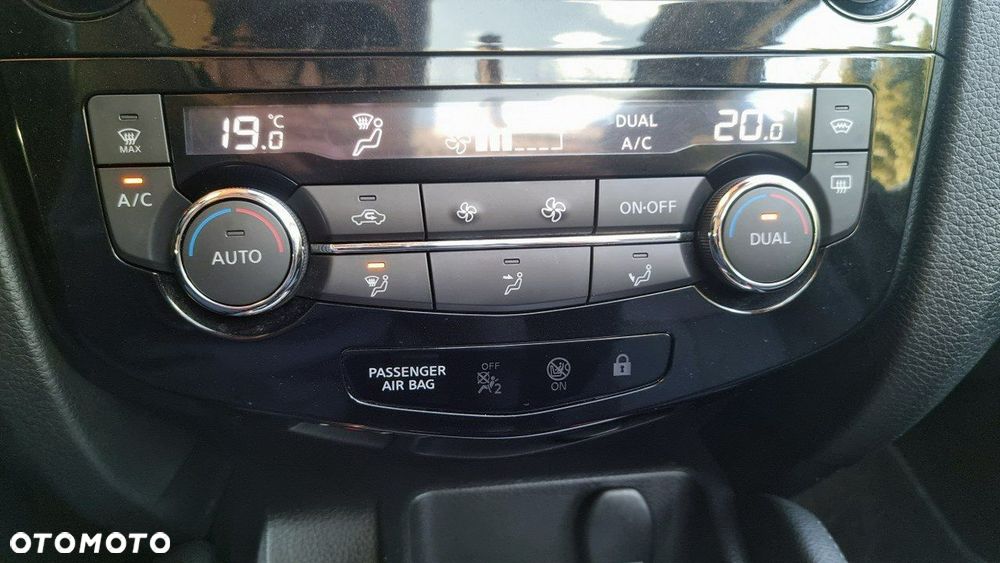 19.0 °C
DUAL
A/C
20.0
MAX
A/C
AUTO
ON·OFF
DUAL
PASSENGER
AIR BAG
OFF
2
ON
OTOMOTO